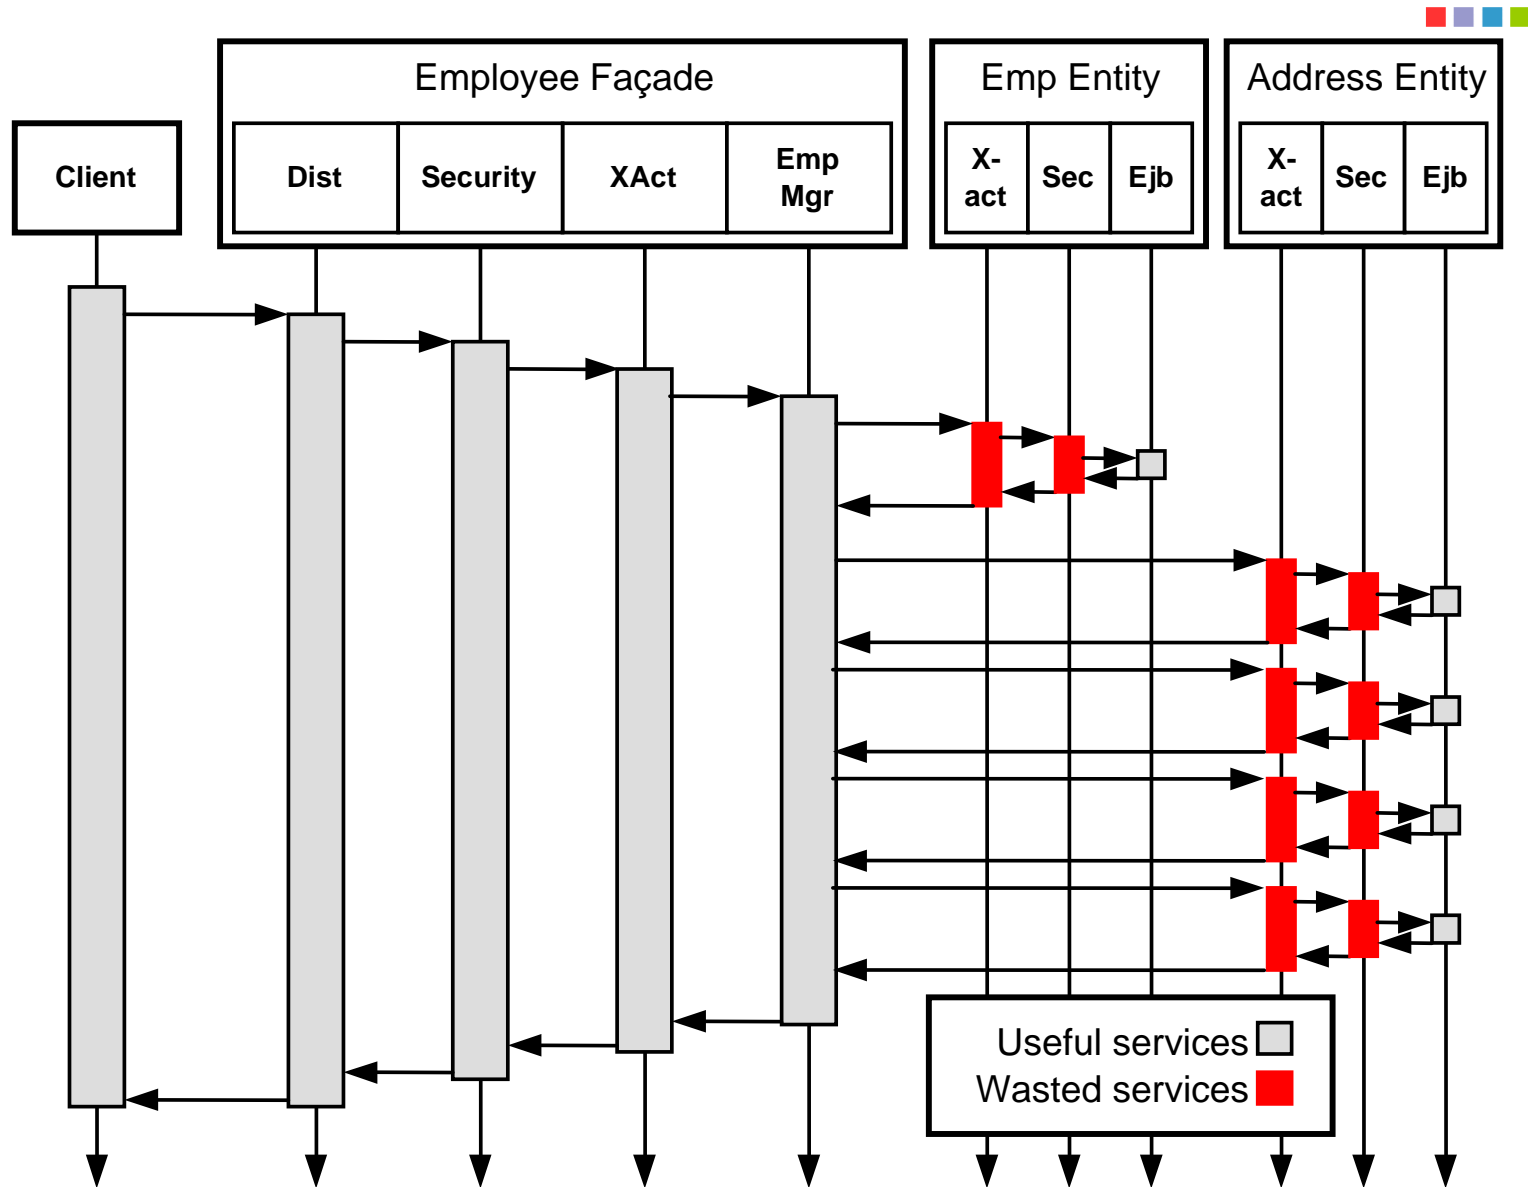 Employee Façade
Emp Entity
Address Entity
Client
Dist
Security
XAct
Emp
Mgr
X-
act
Sec
Ejb
X-
act
Sec
Ejb
Useful services
Wasted services